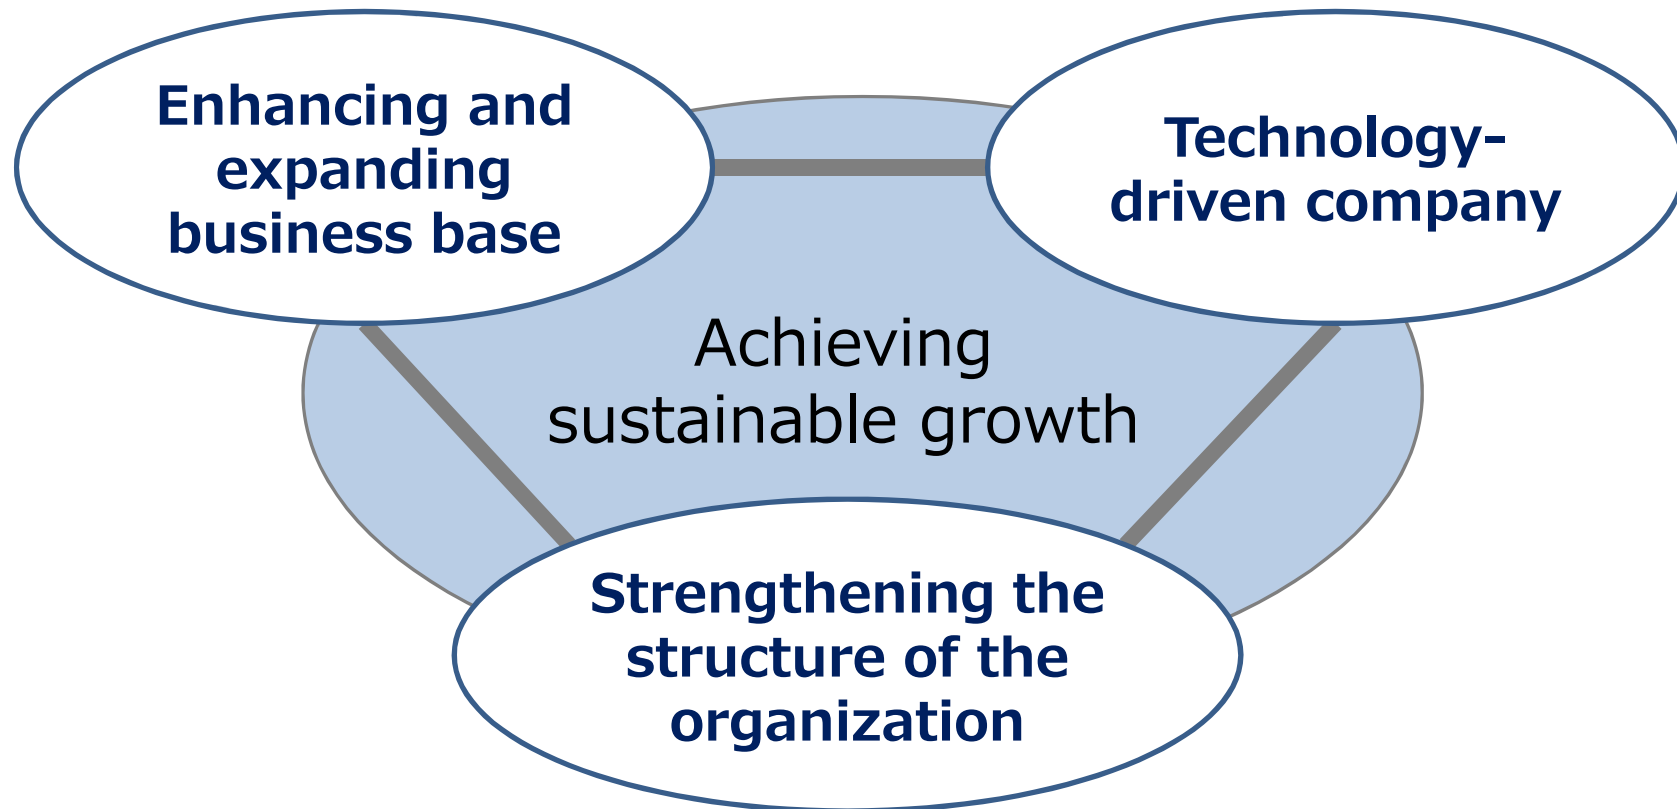 Enhancing and
expanding
business base
Technology-
driven company
Achieving
sustainable growth
Strengthening the
structure of the
organization